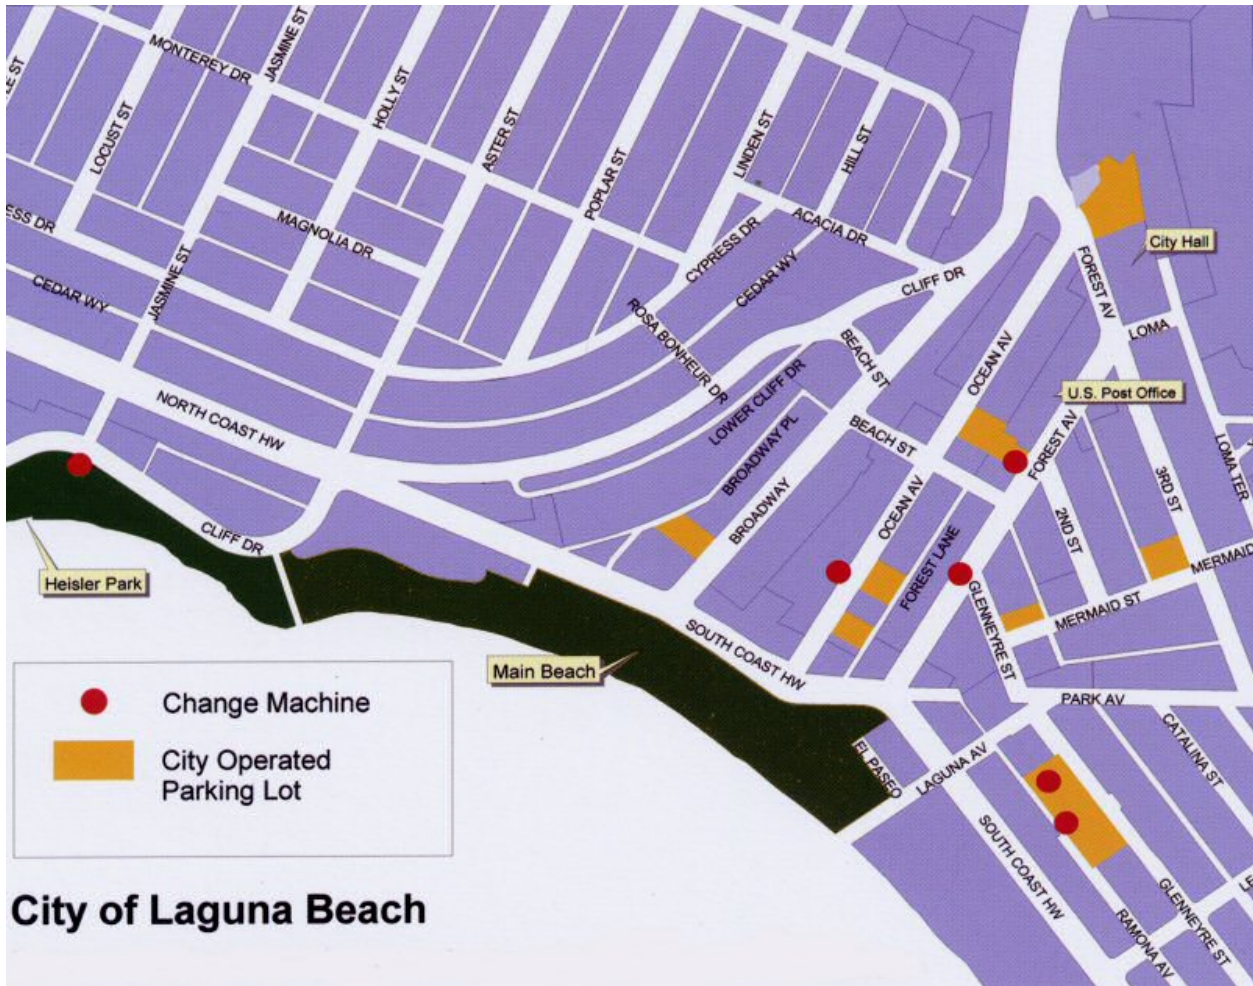 MONTEREY DR
JASMINE ST
LE ST
LOCUST ST
HOLLY ST
ASTER ST
POPLAR ST
LINDEN ST
HILL ST
ESS DR
MAGNOLIA DR
CYPRESS DR
ACACIA DR
City Hall
CEDAR WY
JASMINE ST
CEDAR WY
CLIFF DR
FOREST AV
ROSA BONHEUR DR
LOMA
BEACH ST
OCEAN AV
U.S. Post Office
NORTH COAST HW
LOWER CLIFF DR
BROADWAY PL
BEACH ST
FOREST AV
LOMA TER
3RD ST
BROADWAY
OCEAN AV
2ND ST
CLIFF DR
FOREST LANE
MERMAID
Heisler Park
GLENNEYRE ST
MERMAID ST
SOUTH COAST HW
Main Beach
PARK AV
CATALINA ST
EL PASEO
LAGUNA AV
Change Machine
City Operated
Parking Lot
SOUTH COAST HW
GLENNEYRE ST
RAMONA AV
City of Laguna Beach